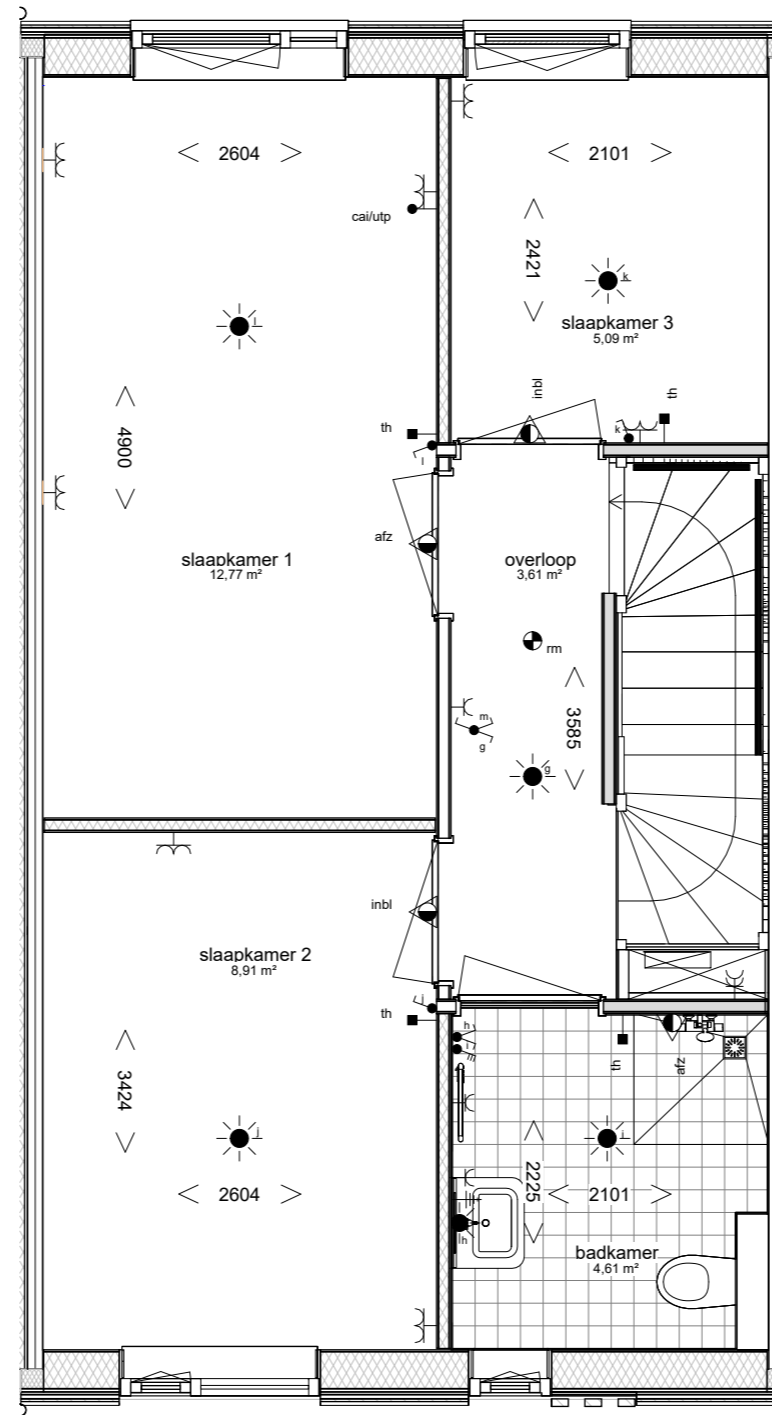 2604
2101
cai/utp
2421
k
l
slaapkamer 3
5,09 m²
inbl
th
k
th
l
4900
afz
slaapkamer 1
12,77 m²
overloop
3,61 m²
rm
3585
m
g
g
inbl
slaapkamer 2
8,91 m²
j
th
h
i
m
th
afz
3424
j
i
2225
2604
2101
h
badkamer
4,61 m²